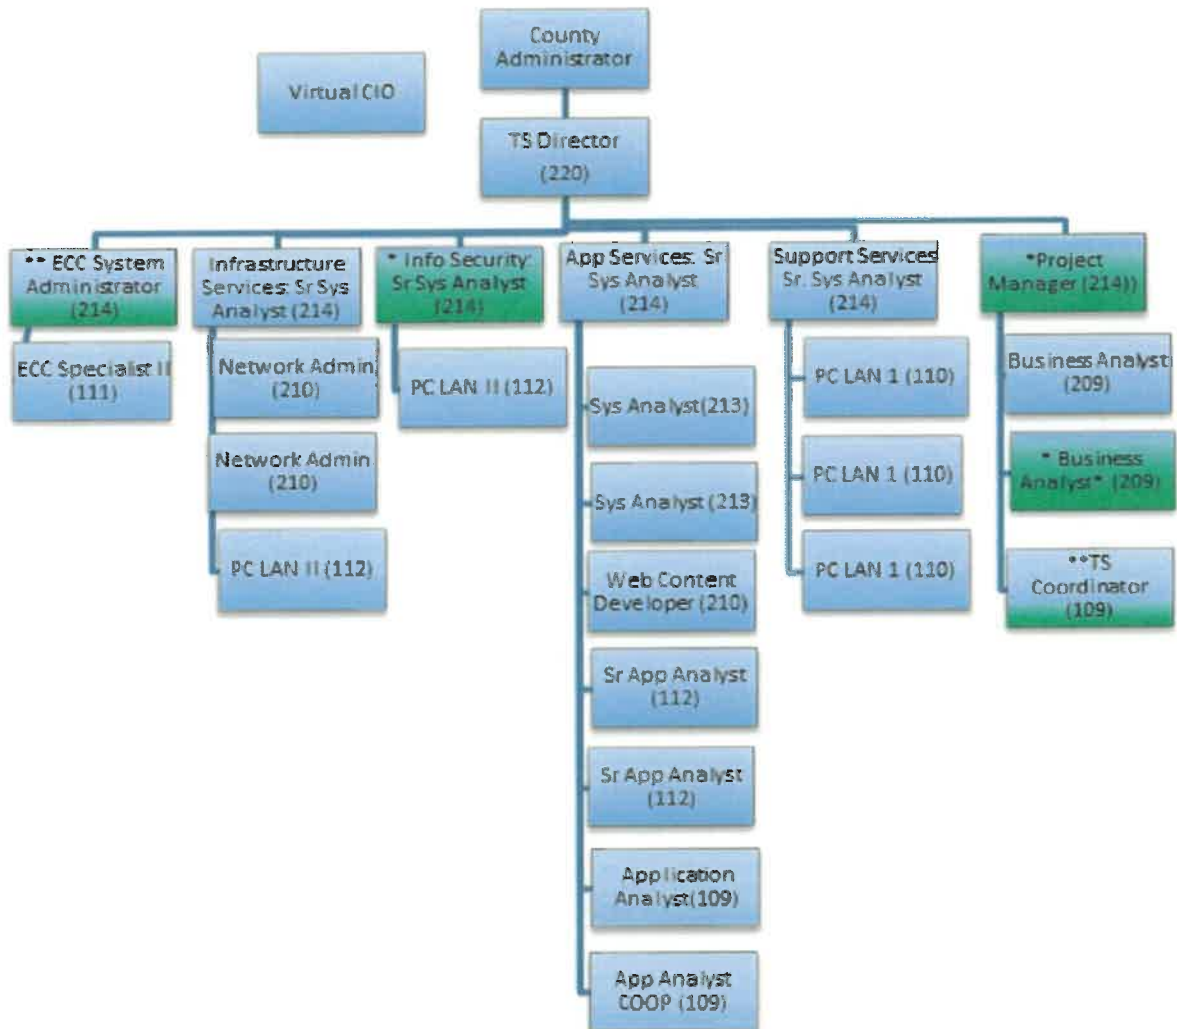 County
Administrator
Virtual CIO
TS Director
(220)
** ECC System
Administrator
(214)
Infrastructure
Services: Sr Sys
Analyst (214)
* Info Security:
Sr Sys Analyst
(214)
App Services: Sr
Sys Analyst
(214)
Support Services
Sr. Sys Analyst
(214)
*Project
Manager (214))
ECC Specialist II
(111)
Network Admin
(210)
Network Admin
(210)
PC LAN II (112)
PC LAN II (112)
Sys Analyst(213)
Sys Analyst (213)
Web Content
Developer (210)
Sr App Analyst
(112)
Sr App Analyst
(112)
Application
Analyst(109)
App Analyst
COOP (109)
PC LAN 1 (110)
PC LAN 1 (110)
PC LAN 1 (110)
Business Analyst
(209)
* Business
Analyst* (209)
**TS
Coordinator
(109)